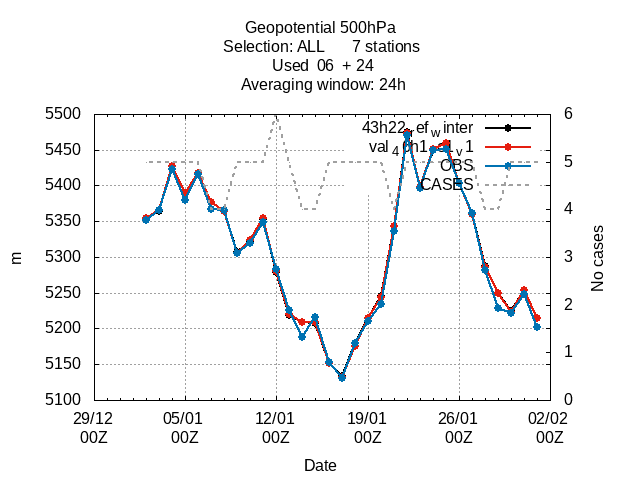 Geopotential 500hPa
Selection: ALL 7 stations
Used 06 + 24
Averaging window: 24h
5500
5450
5400
5350
5300
5250
5200
5150
5100
m
6
5
4
3
2
1
0
No cases
43h22_ef_winter
OBS
CASES
29/12 05/01 12/01 19/01 26/01 02/02
00Z 00Z 00Z 00Z 00Z 00Z
Date